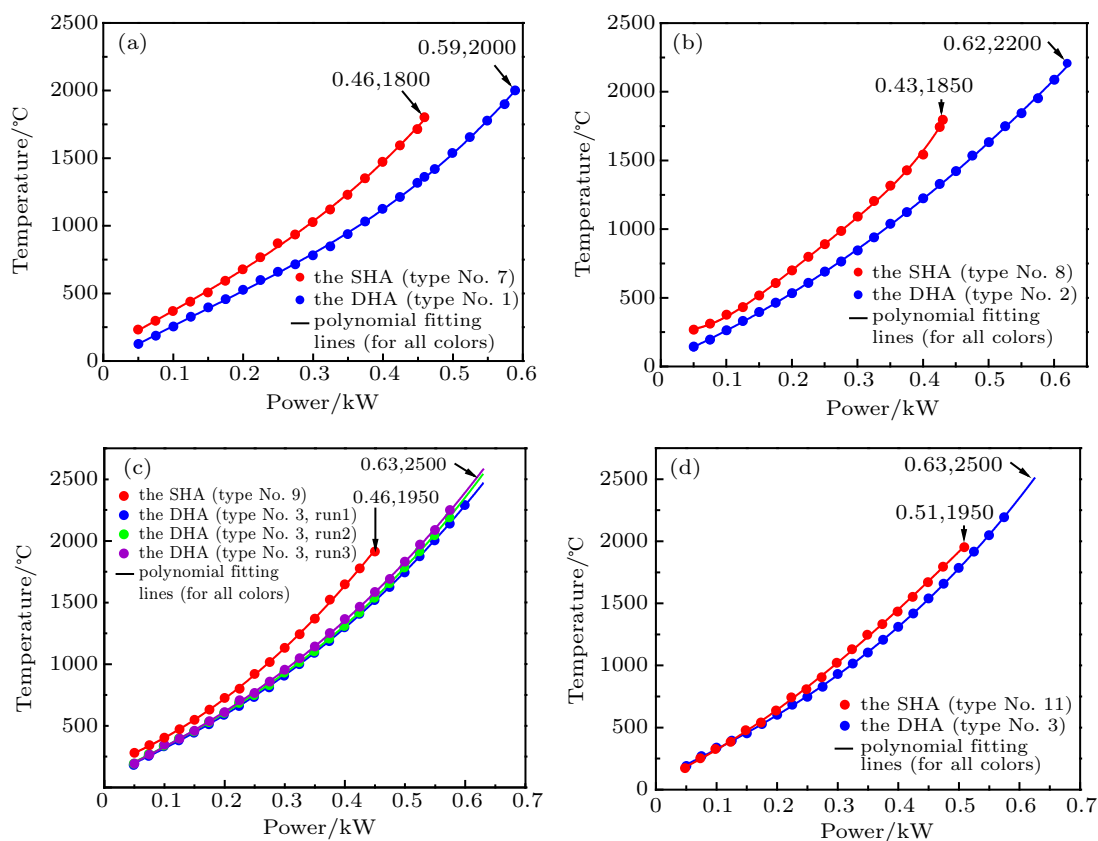 (a)
0.59,2000
0.46,1800
2500
2000
1500
1000
500
0
Temperature/°C
the SHA (type No. 7)
the DHA (type No. 1)
polynomial fitting
lines (for all colors)
0 0.1 0.2 0.3 0.4 0.5 0.6
Power/kW
(b)
0.62,2200
0.43,1850
2500
2000
1500
1000
500
0
Temperature/°C
the SHA (type No. 8)
the DHA (type No. 2)
polynomial fitting
lines (for all colors)
0 0.1 0.2 0.3 0.4 0.5 0.6
Power/kW
(c)
0.63,2500
0.46,1950
2500
2000
1500
1000
500
Temperature/°C
the SHA (type No. 9)
the DHA (type No. 3, run1)
the DHA (type No. 3, run2)
the DHA (type No. 3, run3)
polynomial fitting
lines (for all colors)
0 0.1 0.2 0.3 0.4 0.5 0.6 0.7
Power/kW
(d)
0.63,2500
0.51,1950
2500
2000
1500
1000
500
0
Temperature/°C
the SHA (type No. 11)
the DHA (type No. 3)
polynomial fitting
lines (for all colors)
0 0.1 0.2 0.3 0.4 0.5 0.6 0.7
Power/kW